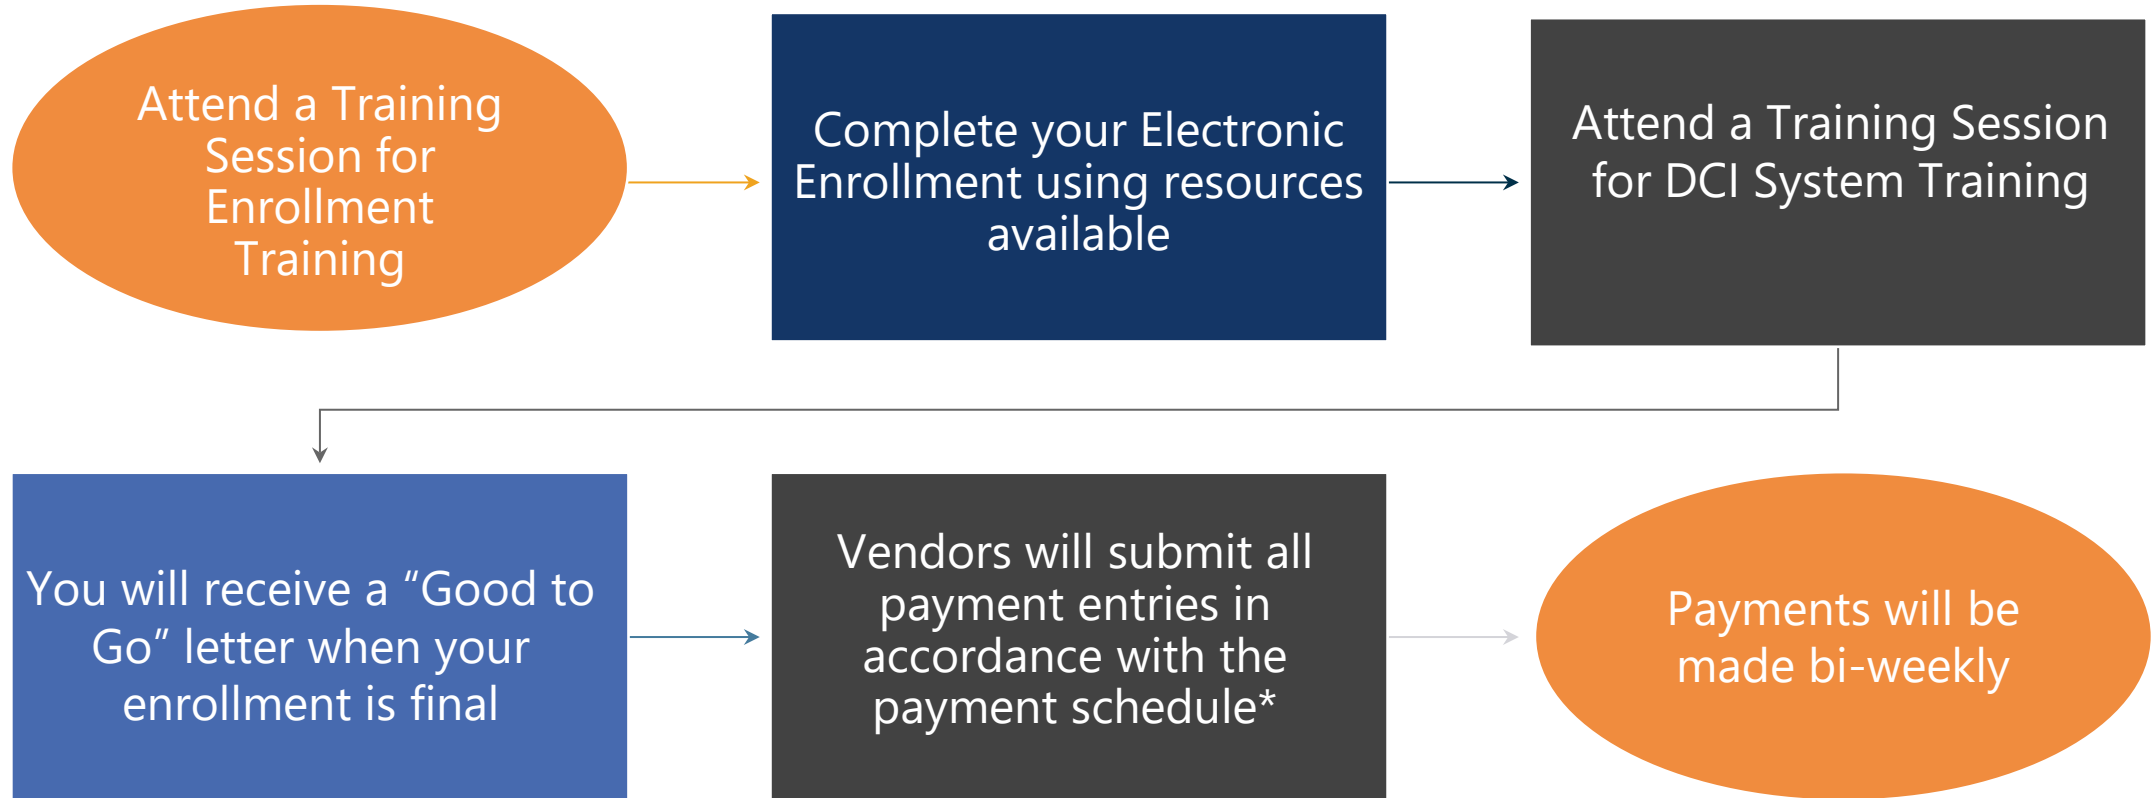 Attend a Training
Session for
Enrollment
Training
Complete your Electronic
Enrollment using resources
available
Attend a Training Session
for DCI System Training
You will receive a “Good to
Go” letter when your
enrollment is final
Vendors will submit all
payment entries in
accordance with the
payment schedule*
Payments will be
made bi-weekly